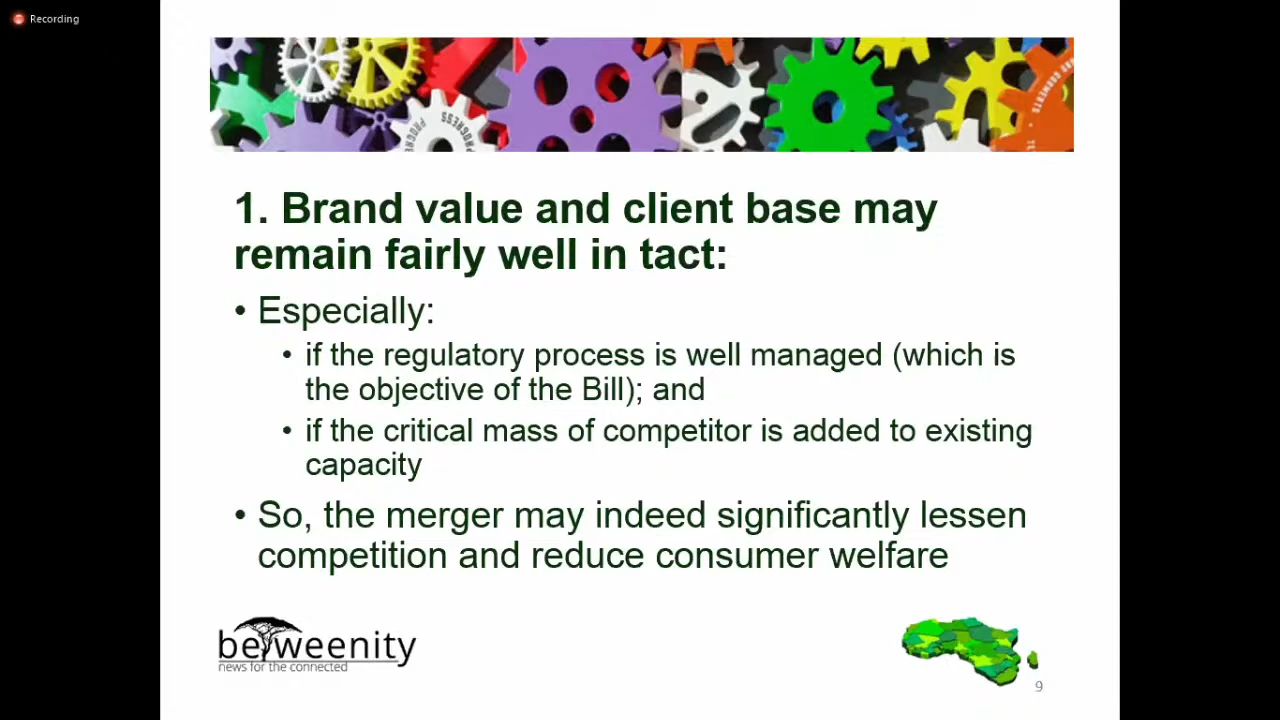 Recording
PROGRESS
1. Brand value and client base may
remain fairly well in tact:
• Especially:
• if the regulatory process is well managed (which is
the objective of the Bill); and
• if the critical mass of competitor is added to existing
capacity
• So, the merger may indeed significantly lessen
competition and reduce consumer welfare
be weenity
news for the connected
9